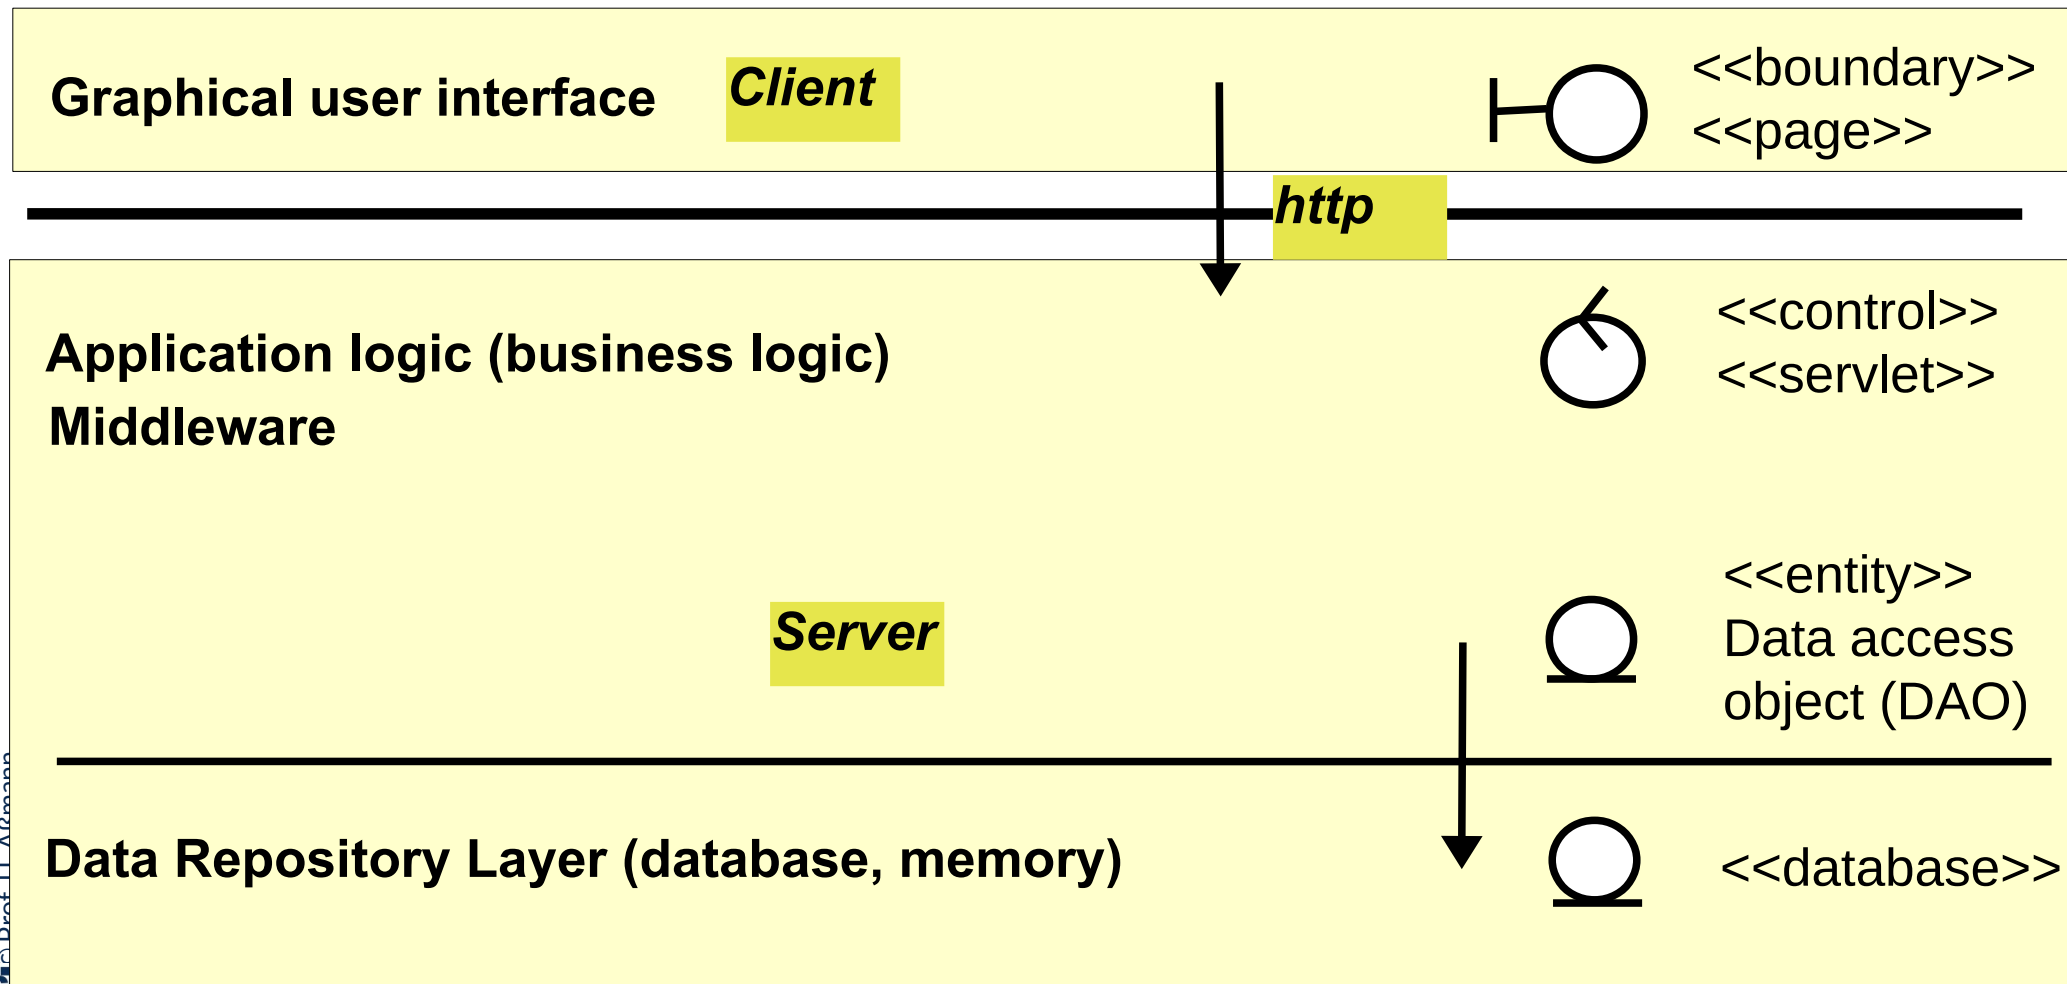 Graphical user interface
Client
<<boundary>>
<<page>>
http
Application logic (business logic)
Middleware
<<control>>
<<servlet>>
Server
<<entity>>
Data access
object (DAO)
Data Repository Layer (database, memory)
<<database>>